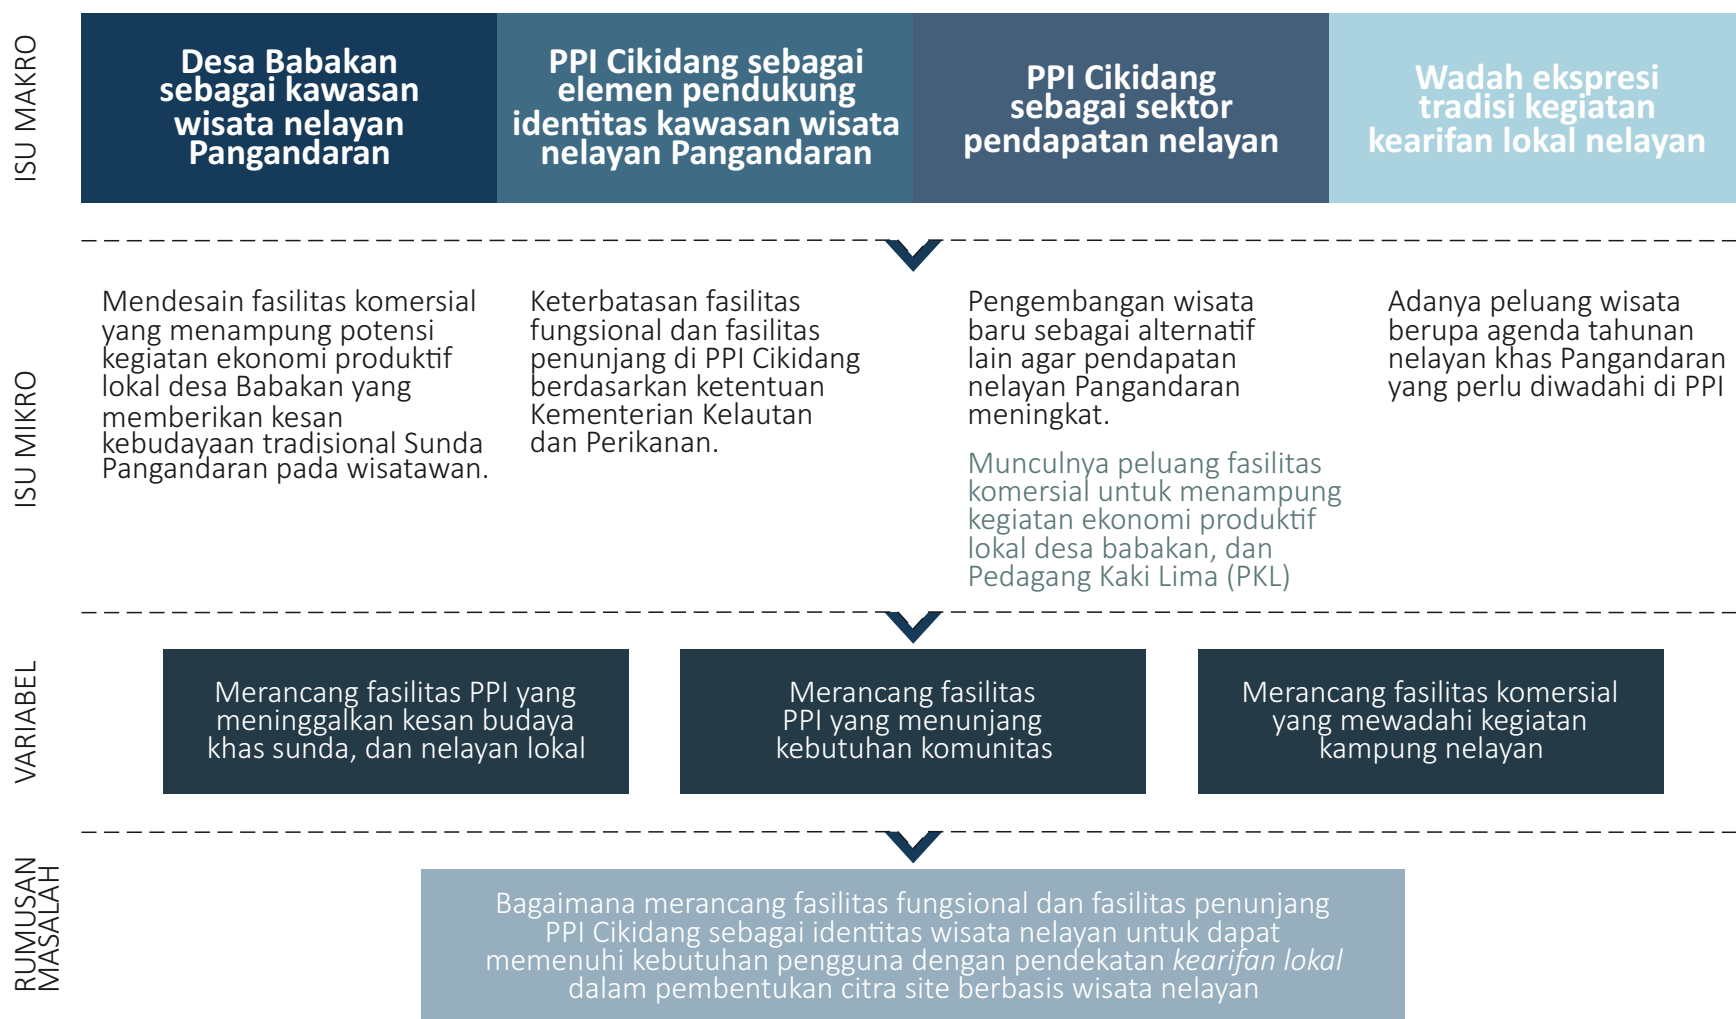 ISU MAKRO
Desa Babakan
sebagai kawasan
wisata nelayan
Pangandaran
PPI Cikidang sebagai
elemen pendukung
identitas kawasan wisata
nelayan Pangandaran
PPI Cikidang
sebagai sektor
pendapatan nelayan
Wadah ekspresi
tradisi kegiatan
kearifan lokal nelayan
ISU MIKRO
Mendesain fasilitas komersial
yang menampung potensi
kegiatan ekonomi produktif
lokal desa Babakan yang
memberikan kesan
kebudayaan tradisional Sunda
Pangandaran pada wisatawan.
Keterbatasan fasilitas
fungsional dan fasilitas
penunjang di PPI Cikidang
berdasarkan ketentuan
Kementerian Kelautan
dan Perikanan.
Pengembangan wisata
baru sebagai alternatif
lain agar pendapatan
nelayan Pangandaran
meningkat.
Munculnya peluang fasilitas
komersial untuk menampung
kegiatan ekonomi produktif
lokal desa babakan, dan
Pedagang Kaki Lima (PKL)
Adanya peluang wisata
berupa agenda tahunan
nelayan khas Pangandaran
yang perlu diwadahi di PPI
VARIABEL
Merancang fasilitas PPI yang
meninggalkan kesan budaya
khas sunda, dan nelayan lokal
Merancang fasilitas
PPI yang menunjang
kebutuhan komunitas
Merancang fasilitas komersial
yang mewadahi kegiatan
kampung nelayan
RUMUSAN
MASALAH
Bagaimana merancang fasilitas fungsional dan fasilitas penunjang
PPI Cikidang sebagai identitas wisata nelayan untuk dapat
memenuhi kebutuhan pengguna dengan pendekatan kearifan lokal
dalam pembentukan citra site berbasis wisata nelayan